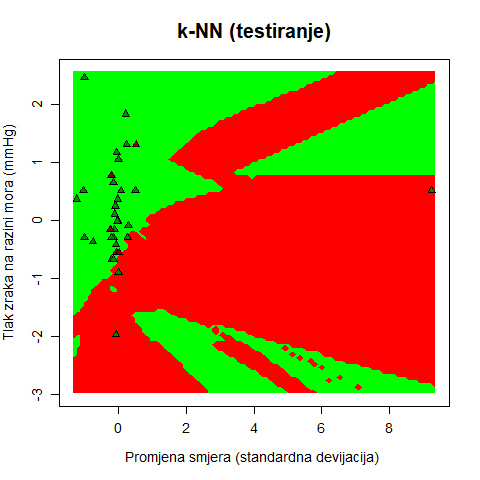 k-NN (testiranje)
Tlak zraka na razini mora (mmHg)
2
1
0
-1
-2
-3
0 2 4 6 8
Promjena smjera (standardna devijacija)